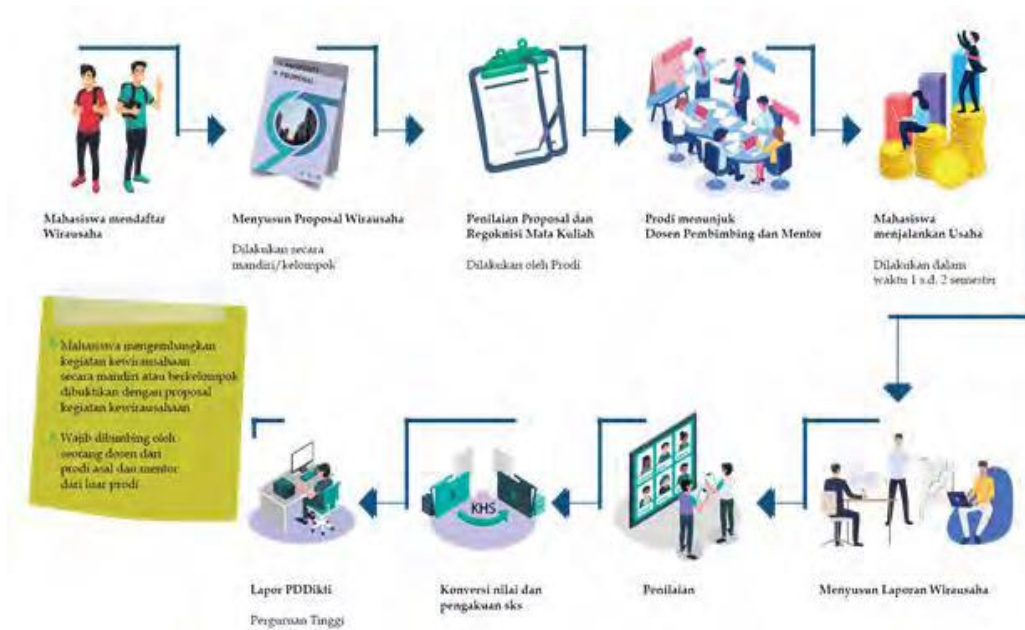 PROPOSAL
Mahasiswa mendaftar
Wirausaha
Menyusun Proposal Wirausaha
Dilakukan secara
mandiri/kelompok
Penilaian Proposal dan
Regoknisi Mata Kuliah
Dilakukan oleh Prodi
Prodi menunjuk
Dosen Pembimbing dan Mentor
Mahasiswa
menjalankan Usaha
Dilakukan dalam
waktu 1 s.d. 2 semester
Mahasiswa mengembangkan
kegiatan kewirausahaan
secara mandiri atau berkelompok
dibuktikan dengan proposal
kegiatan kewirausahaan
Wajib dibimbing oleh
seorang dosen dari
prodi asal dan mentor
dari luar prodi
KHS
Lapor PDDikti
Perguruan Tinggi
Konversi nilai dan
pengakuan sks
Penilaian
Menyusun Laporan Wirausaha